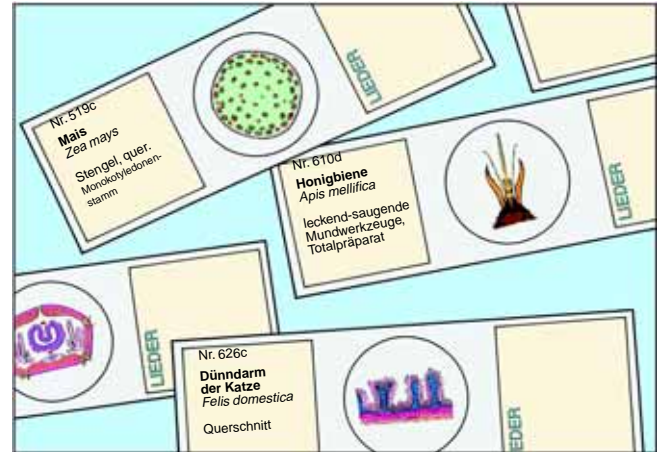 Nr. 519c
Mais
Zea mays
Stengel, quer.
Monokotyledonen-
stamm
LIEDER
Nr. 610d
Honigbiene
Apis mellifica
leckend-saugende
Mundwerkzeuge,
Totalpräparat
LIEDER
LIEDER
Nr. 626c
Dünndarm
der Katze
Felis domestica
Querschnitt
EDER